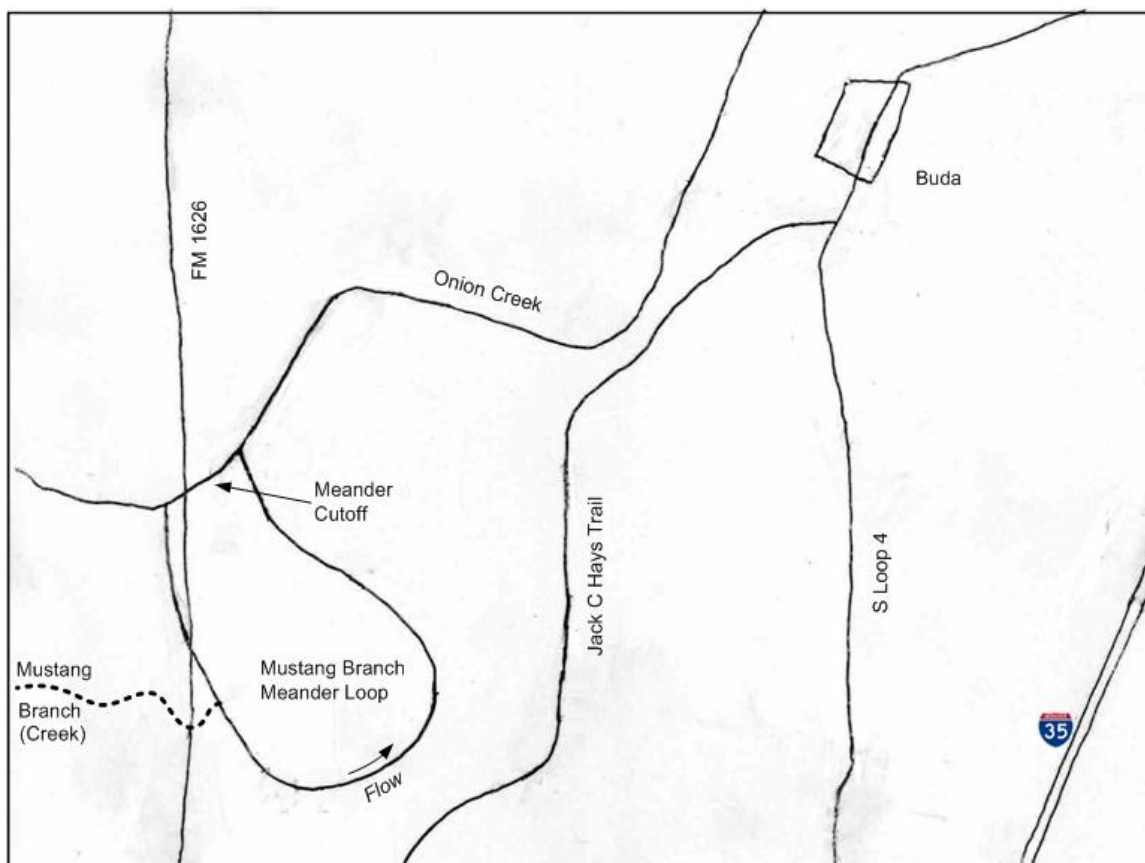 Buda
FM 1626
Onion Creek
Meander
Cutoff
Jack C Hays Trail
S Loop 4
Mustang
Branch
(Creek)
Mustang Branch
Meander Loop
Flow
35